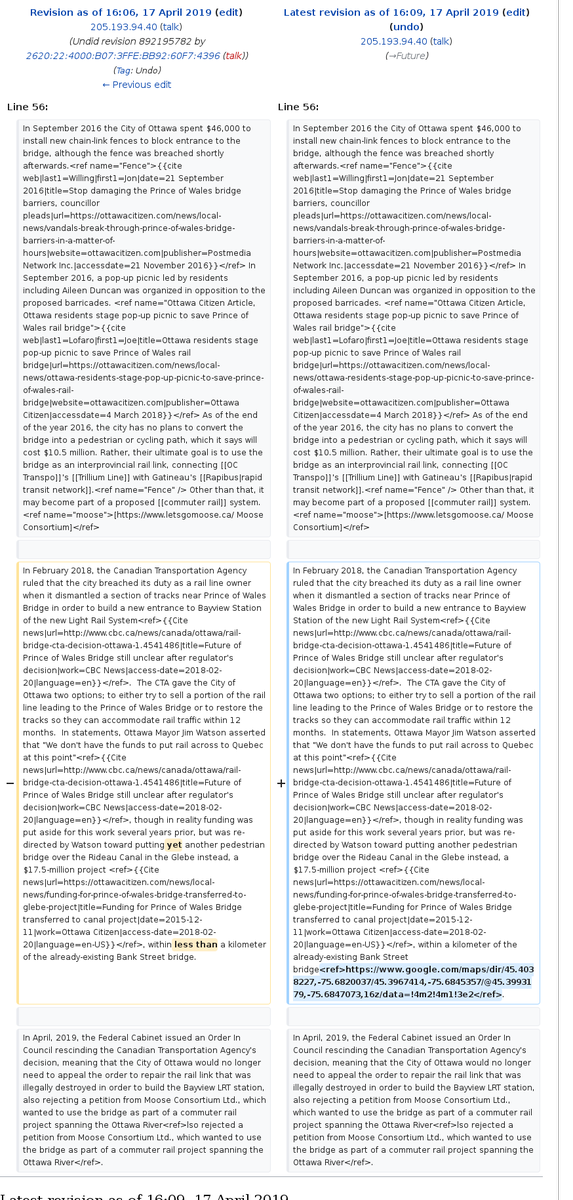 Revision as of 16:06, 17 April 2019 (edit)
205.193.94.40 (talk)
(Undid revision 892195782 by
2620:22:4000:B07:3FFE:BB92:60F7:4396 (talk))
(Tag: Undo)
← Previous edit
Latest revision as of 16:09, 17 April 2019 (edit)
(undo)
205.193.94.40 (talk)
(→Future)
Line 56:
In September 2016 the City of Ottawa spent $46,000 to
install new chain-link fences to block entrance to the
bridge, although the fence was breached shortly
afterwards.<ref name="Fence">{{cite
web|last1=Willing|first1=Jon|date=21 September
2016|title=Stop damaging the Prince of Wales bridge
barriers, councillor
pleads|url=https://ottawacitizen.com/news/local-
news/vandals-break-through-prince-of-wales-bridge-
barriers-in-a-matter-of-
hours|website=ottawacitizen.com|publisher=Postmedia
Network Inc.|accessdate=21 November 2016}}</ref> In
September 2016, a pop-up picnic led by residents
including Aileen Duncan was organized in opposition to the
proposed barricades. <ref name="Ottawa Citizen Article,
Ottawa residents stage pop-up picnic to save Prince of
Wales rail bridge">{{cite
web|last1=Lofaro|first1=Joe|title=Ottawa residents stage
pop-up picnic to save Prince of Wales rail
bridge|url=https://ottawacitizen.com/news/local-
news/ottawa-residents-stage-pop-up-picnic-to-save-prince-
of-wales-rail-
bridge|website=ottawacitizen.com|publisher=Ottawa
Citizen|accessdate=4 March 2018}}</ref> As of the end
of the year 2016, the city has no plans to convert the
bridge into a pedestrian or cycling path, which it says will
cost $10.5 million. Rather, their ultimate goal is to use the
bridge as an interprovincial rail link, connecting [[OC
Transpo]]'s [[Trillium Line]] with Gatineau's [[Rapibus|rapid
transit network]].<ref name="Fence" /> Other than that, it
may become part of a proposed [[commuter rail]] system.
<ref name="moose">[https://www.letsgomoose.ca/ Moose
Consortium]</ref>
−
In February 2018, the Canadian Transportation Agency
ruled that the city breached its duty as a rail line owner
when it dismantled a section of tracks near Prince of Wales
Bridge in order to build a new entrance to Bayview Station
of the new Light Rail System<ref>{{Cite
news|url=http://www.cbc.ca/news/canada/ottawa/rail-
bridge-cta-decision-ottawa-1.4541486|title=Future of
Prince of Wales Bridge still unclear after regulator's
decision|work=CBC News|access-date=2018-02-
20|language=en}}</ref>.  The CTA gave the City of
Ottawa two options; to either try to sell a portion of the rail
line leading to the Prince of Wales Bridge or to restore the
tracks so they can accommodate rail traffic within 12
months.  In statements, Ottawa Mayor Jim Watson asserted
that "We don't have the funds to put rail across to Quebec
at this point"<ref>{{Cite
news|url=http://www.cbc.ca/news/canada/ottawa/rail-
bridge-cta-decision-ottawa-1.4541486|title=Future of
Prince of Wales Bridge still unclear after regulator's
decision|work=CBC News|access-date=2018-02-
20|language=en}}</ref>, though in reality funding was
put aside for this work several years prior, but was re-
directed by Watson toward putting yet another pedestrian
bridge over the Rideau Canal in the Glebe instead, a
$17.5-million project <ref>{{Cite
news|url=https://ottawacitizen.com/news/local-
news/funding-for-prince-of-wales-bridge-transferred-to-
glebe-project|title=Funding for Prince of Wales Bridge
transferred to canal project|date=2015-12-
11|work=Ottawa Citizen|access-date=2018-02-
20|language=en-US}}</ref>, within less than a kilometer
of the already-existing Bank Street bridge.
In April, 2019, the Federal Cabinet issued an Order In
Council rescinding the Canadian Transportation Agency's
decision, meaning that the City of Ottawa would no longer
need to appeal the order to repair the rail link that was
illegally destroyed in order to build the Bayview LRT station,
also rejecting a petition from Moose Consortium Ltd., which
wanted to use the bridge as part of a commuter rail
project spanning the Ottawa River<ref>lso rejected a
petition from Moose Consortium Ltd., which wanted to use
the bridge as part of a commuter rail project spanning the
Ottawa River</ref>.
Line 56:
In September 2016 the City of Ottawa spent $46,000 to
install new chain-link fences to block entrance to the
bridge, although the fence was breached shortly
afterwards.<ref name="Fence">{{cite
web|last1=Willing|first1=Jon|date=21 September
2016|title=Stop damaging the Prince of Wales bridge
barriers, councillor
pleads|url=https://ottawacitizen.com/news/local-
news/vandals-break-through-prince-of-wales-bridge-
barriers-in-a-matter-of-
hours|website=ottawacitizen.com|publisher=Postmedia
Network Inc.|accessdate=21 November 2016}}</ref> In
September 2016, a pop-up picnic led by residents
including Aileen Duncan was organized in opposition to the
proposed barricades. <ref name="Ottawa Citizen Article,
Ottawa residents stage pop-up picnic to save Prince of
Wales rail bridge">{{cite
web|last1=Lofaro|first1=Joe|title=Ottawa residents stage
pop-up picnic to save Prince of Wales rail
bridge|url=https://ottawacitizen.com/news/local-
news/ottawa-residents-stage-pop-up-picnic-to-save-prince-
of-wales-rail-
bridge|website=ottawacitizen.com|publisher=Ottawa
Citizen|accessdate=4 March 2018}}</ref> As of the end
of the year 2016, the city has no plans to convert the
bridge into a pedestrian or cycling path, which it says will
cost $10.5 million. Rather, their ultimate goal is to use the
bridge as an interprovincial rail link, connecting [[OC
Transpo]]'s [[Trillium Line]] with Gatineau's [[Rapibus|rapid
transit network]].<ref name="Fence" /> Other than that, it
may become part of a proposed [[commuter rail]] system.
<ref name="moose">[https://www.letsgomoose.ca/ Moose
Consortium]</ref>
+
In February 2018, the Canadian Transportation Agency
ruled that the city breached its duty as a rail line owner
when it dismantled a section of tracks near Prince of Wales
Bridge in order to build a new entrance to Bayview Station
of the new Light Rail System<ref>{{Cite
news|url=http://www.cbc.ca/news/canada/ottawa/rail-
bridge-cta-decision-ottawa-1.4541486|title=Future of
Prince of Wales Bridge still unclear after regulator's
decision|work=CBC News|access-date=2018-02-
20|language=en}}</ref>.  The CTA gave the City of
Ottawa two options; to either try to sell a portion of the rail
line leading to the Prince of Wales Bridge or to restore the
tracks so they can accommodate rail traffic within 12
months.  In statements, Ottawa Mayor Jim Watson asserted
that "We don't have the funds to put rail across to Quebec
at this point"<ref>{{Cite
news|url=http://www.cbc.ca/news/canada/ottawa/rail-
bridge-cta-decision-ottawa-1.4541486|title=Future of
Prince of Wales Bridge still unclear after regulator's
decision|work=CBC News|access-date=2018-02-
20|language=en}}</ref>, though in reality funding was
put aside for this work several years prior, but was re-
directed by Watson toward putting another pedestrian
bridge over the Rideau Canal in the Glebe instead, a
$17.5-million project <ref>{{Cite
news|url=https://ottawacitizen.com/news/local-
news/funding-for-prince-of-wales-bridge-transferred-to-
glebe-project|title=Funding for Prince of Wales Bridge
transferred to canal project|date=2015-12-
11|work=Ottawa Citizen|access-date=2018-02-
20|language=en-US}}</ref>, within a kilometer of the
already-existing Bank Street
bridge<ref>https://www.google.com/maps/dir/45.403
8227,-75.6820037/45.3967414,-75.6845357/@45.39931
79,-75.6847073,16z/data=!4m2!4m1!3e2</ref>.
In April, 2019, the Federal Cabinet issued an Order In
Council rescinding the Canadian Transportation Agency's
decision, meaning that the City of Ottawa would no longer
need to appeal the order to repair the rail link that was
illegally destroyed in order to build the Bayview LRT station,
also rejecting a petition from Moose Consortium Ltd., which
wanted to use the bridge as part of a commuter rail
project spanning the Ottawa River<ref>lso rejected a
petition from Moose Consortium Ltd., which wanted to use
the bridge as part of a commuter rail project spanning the
Ottawa River</ref>.
Latest revision as of 16:09, 17 April 2019